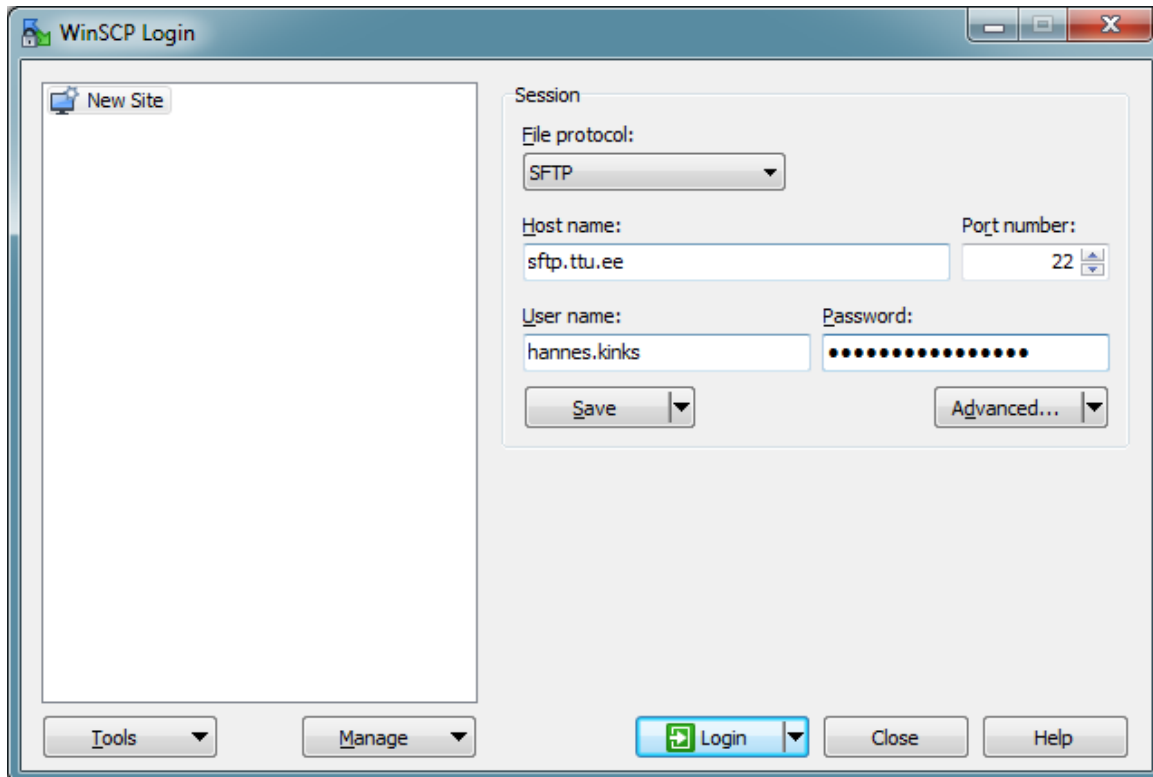 WinSCP Login
New Site
Session
File protocol:
SFTP
Host name:
Port number:
sftp.ttu.ee
22
User name:
Password:
hannes.kinks
●●●●●●●●●●●●●●●●
Save
Advanced...
Tools
Manage
Login
Close
Help